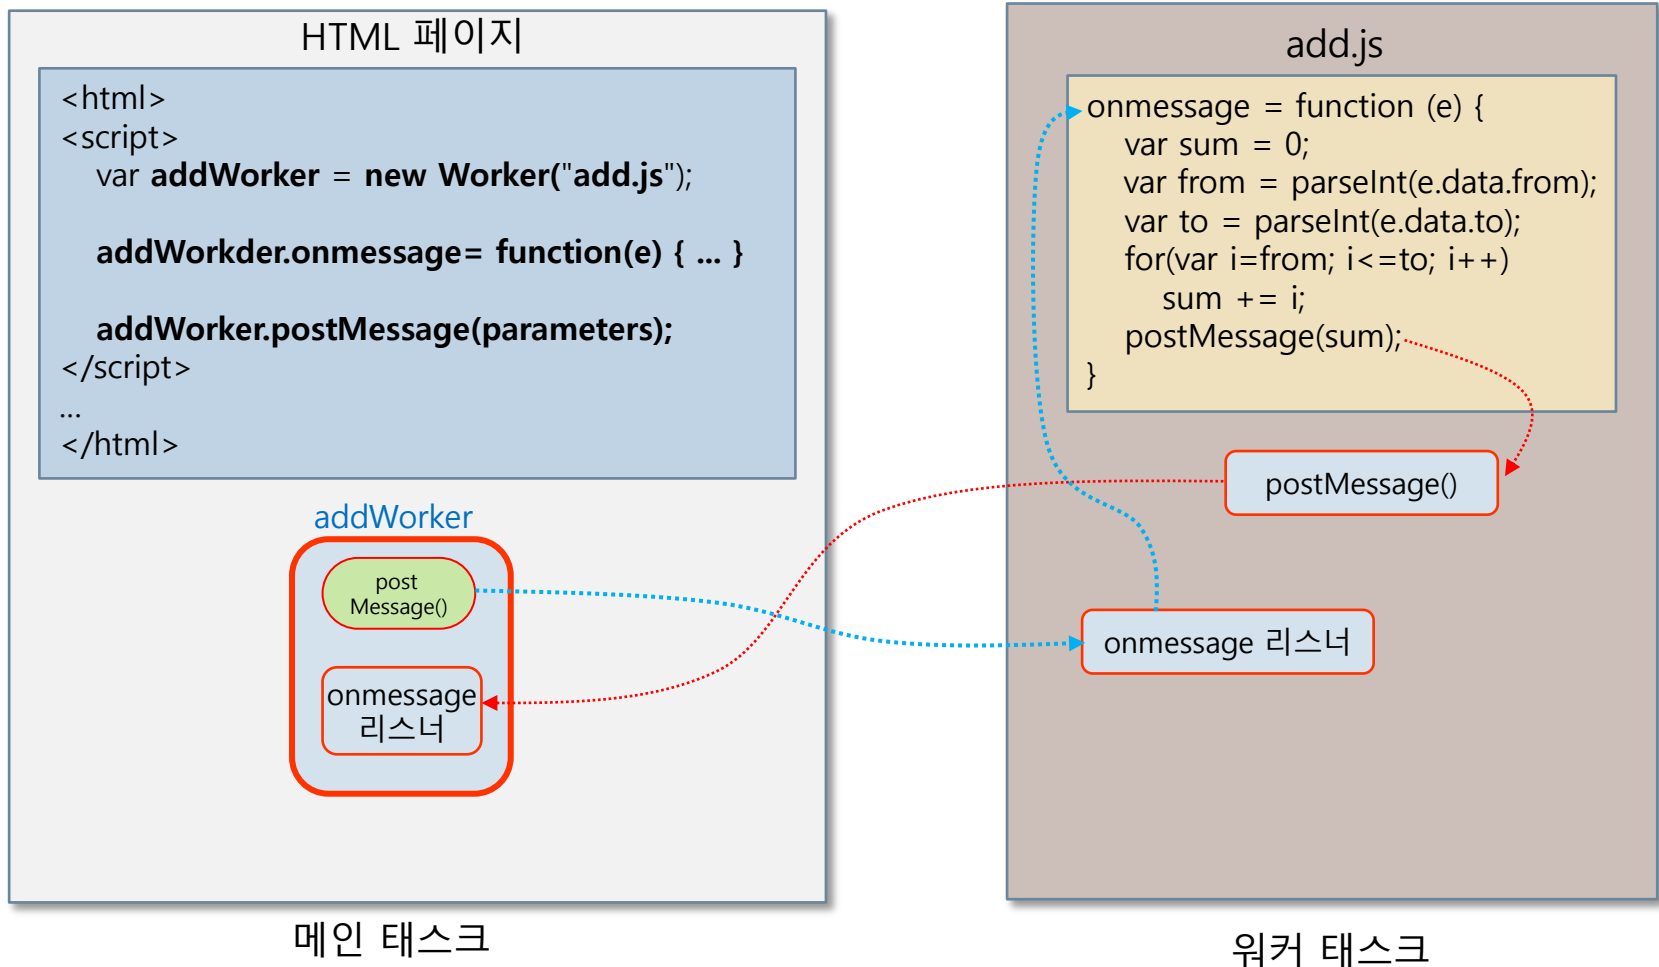 HTML 페이지
<html>
<script>
var addWorker = new Worker("add.js");
addWorkder.onmessage= function(e) { ... }
addWorker.postMessage(parameters);
</script>
...
</html>
addWorker
post
Message()
onmessage
리스너
메인 태스크
add.js
onmessage = function (e) {
var sum = 0;
var from = parseInt(e.data.from);
var to = parseInt(e.data.to);
for(var i=from; i<=to; i++)
sum += i;
postMessage(sum);
}
postMessage()
onmessage 리스너
워커 태스크